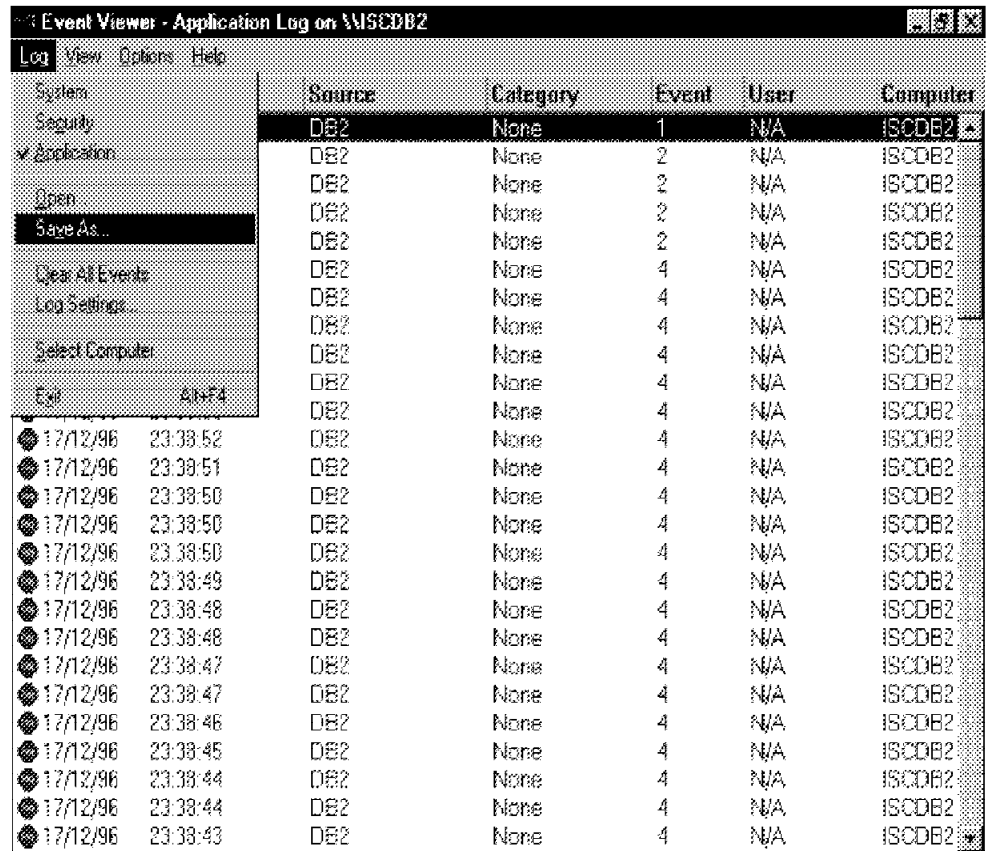 Event Viewer - Application Log on \\ISCDB2
Log View Options Help
Source Category Event User Computer
System
Security
Application
Open...
Save As...
Clear All Events
Log Settings...
Select Computer
Exit Alt+F4
DB2 None 1 N/A ISCDB2
DB2 None 2 N/A ISCDB2
DB2 None 2 N/A ISCDB2
DB2 None 2 N/A ISCDB2
DB2 None 2 N/A ISCDB2
DB2 None 4 N/A ISCDB2
DB2 None 4 N/A ISCDB2
DB2 None 4 N/A ISCDB2
DB2 None 4 N/A ISCDB2
DB2 None 4 N/A ISCDB2
DB2 None 4 N/A ISCDB2
17/12/96 23:38:52 DB2 None 4 N/A ISCDB2
17/12/96 23:38:51 DB2 None 4 N/A ISCDB2
17/12/96 23:38:50 DB2 None 4 N/A ISCDB2
17/12/96 23:38:50 DB2 None 4 N/A ISCDB2
17/12/96 23:38:50 DB2 None 4 N/A ISCDB2
17/12/96 23:38:49 DB2 None 4 N/A ISCDB2
17/12/96 23:38:48 DB2 None 4 N/A ISCDB2
17/12/96 23:38:48 DB2 None 4 N/A ISCDB2
17/12/96 23:38:47 DB2 None 4 N/A ISCDB2
17/12/96 23:38:47 DB2 None 4 N/A ISCDB2
17/12/96 23:38:46 DB2 None 4 N/A ISCDB2
17/12/96 23:38:45 DB2 None 4 N/A ISCDB2
17/12/96 23:38:44 DB2 None 4 N/A ISCDB2
17/12/96 23:38:44 DB2 None 4 N/A ISCDB2
17/12/96 23:38:43 DB2 None 4 N/A ISCDB2